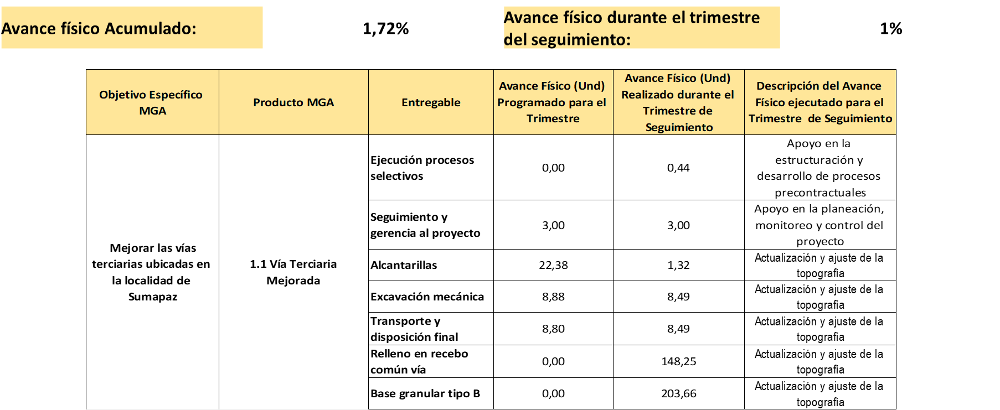 Avance físico Acumulado:
1,72%
Avance físico durante el trimestre
del seguimiento:
1%
Objetivo Específico
MGA
Producto MGA
Entregable
Avance Físico (Und)
Programado para el
Trimestre
Avance Físico (Und)
Realizado durante el
Trimestre de
Seguimiento
Descripción del Avance
Físico ejecutado para el
Trimestre de Seguimiento
Mejorar las vías
terciarias ubicadas en
la localidad de
Sumapaz
1.1 Vía Terciaria
Mejorada
Ejecución procesos
selectivos
0,00
0,44
Apoyo en la
estructuración y
desarrollo de procesos
precontractuales
Seguimiento y
gerencia al proyecto
3,00
3,00
Apoyo en la planeación,
monitoreo y control del
proyecto
Alcantarillas
22,38
1,32
Actualización y ajuste de la
topografía
Excavación mecánica
8,88
8,49
Actualización y ajuste de la
topografía
Transporte y
disposición final
8,80
8,49
Actualización y ajuste de la
topografía
Relleno en recebo
común vía
0,00
148,25
Actualización y ajuste de la
topografía
Base granular tipo B
0,00
203,66
Actualización y ajuste de la
topografía